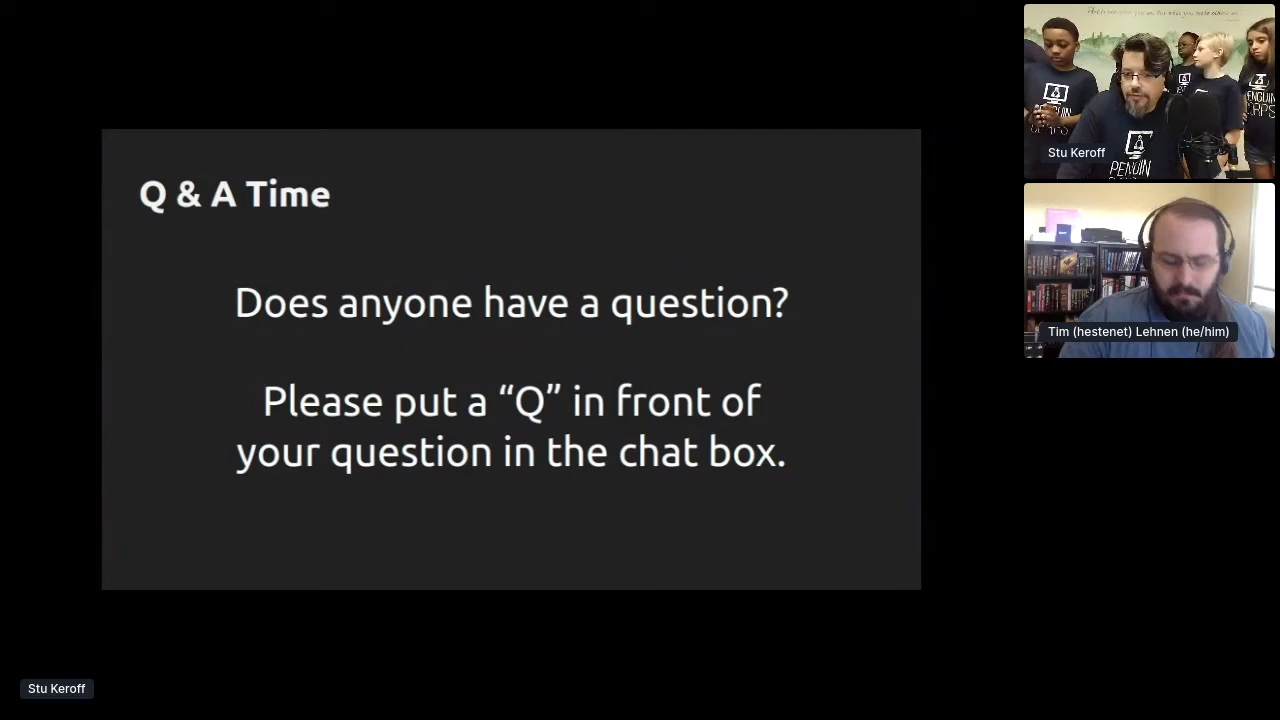 Q & A Time
Does anyone have a question?
Please put a “Q” in front of
your question in the chat box.
Stu Keroff
PENGUIN
Tim (hestenet) Lehnen (he/him)
Stu Keroff